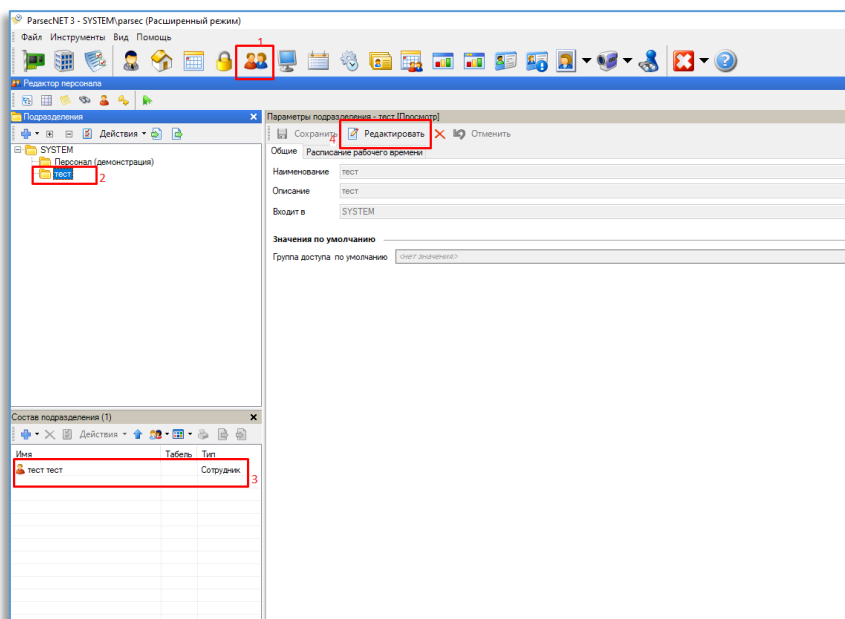 ParsecNET 3 - SYSTEM\parsec (Расширенный режим)
Файл Инструменты Вид Помощь
1
Редактор персонала
Подразделения
Действия
SYSTEM
Персонал (демонстрация)
тест
2
Параметры подразделения - тест [Просмотр]
Сохранить 4 Редактировать Отменить
Общие Расписание рабочего времени
Наименование тест
Описание тест
Входит в SYSTEM
Значения по умолчанию
Группа доступа по умолчанию <нет значения>
Состав подразделения (1)
Действия
Имя Табель Тип
тест тест Сотрудник
3